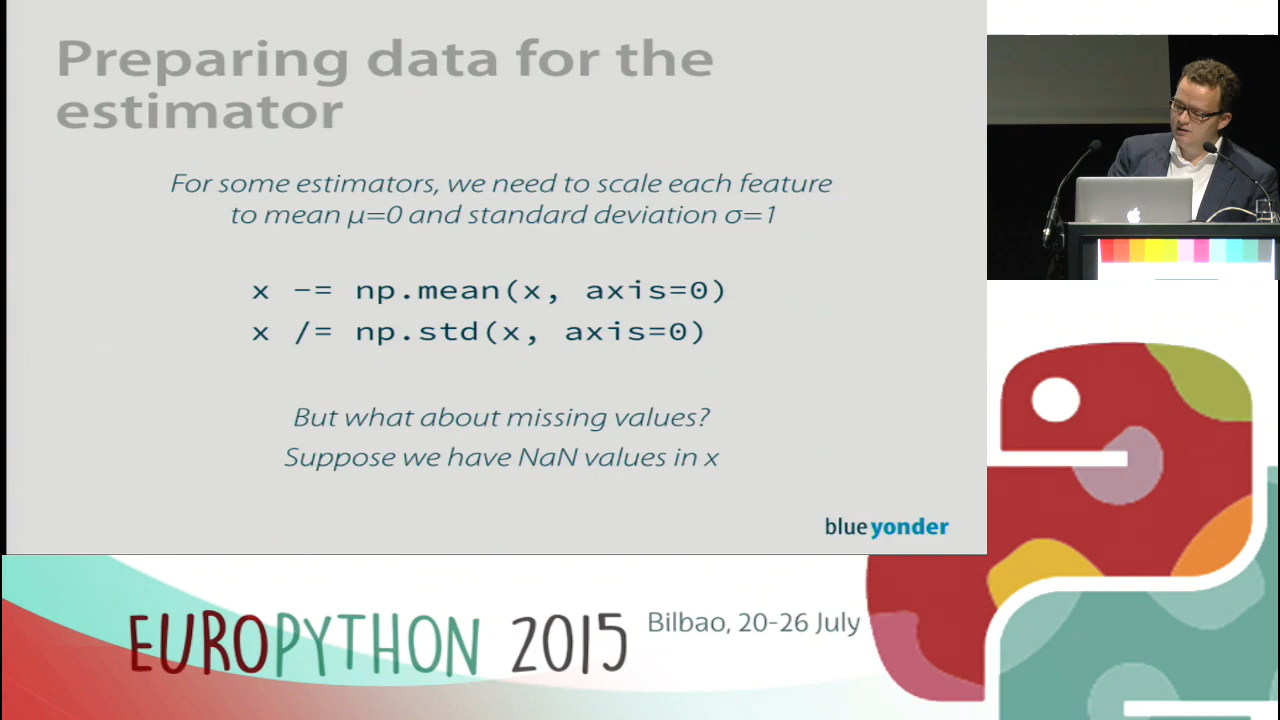 Preparing data for the
estimator
For some estimators, we need to scale each feature
to mean μ=0 and standard deviation σ=1
x -= np.mean(x, axis=0)
x /= np.std(x, axis=0)
But what about missing values?
Suppose we have NaN values in x
blueyonder
EUROPYTHON 2015
Bilbao, 20-26 July